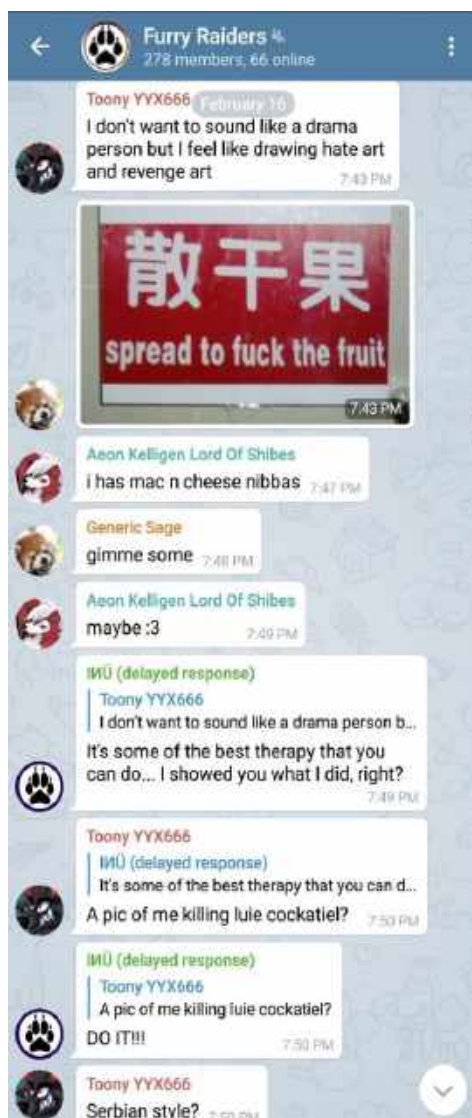 Furry Raiders
278 members, 66 online
Toony YYX666
February 16
I don't want to sound like a drama
person but I feel like drawing hate art
and revenge art
7:43 PM
散干果
spread to fuck the fruit
7:43 PM
Aeon Kelligen Lord Of Shibes
i has mac n cheese nibbas
7:47 PM
Generic Sage
gimme some
7:48 PM
Aeon Kelligen Lord Of Shibes
maybe :3
7:49 PM
ИÜ (delayed response)
Toony YYX666
I don't want to sound like a drama person b...
It's some of the best therapy that you
can do... I showed you what I did, right?
7:49 PM
Toony YYX666
(delayed response)
It's some of the best therapy that you can d...
A pic of me killing luie cockatiel?
7:50 PM
(delayed response)
Toony YYX666
A pic of me killing luie cockatiel?
DO IT!!!
7:50 PM
Toony YYX666
Serbian style?
7:50 PM